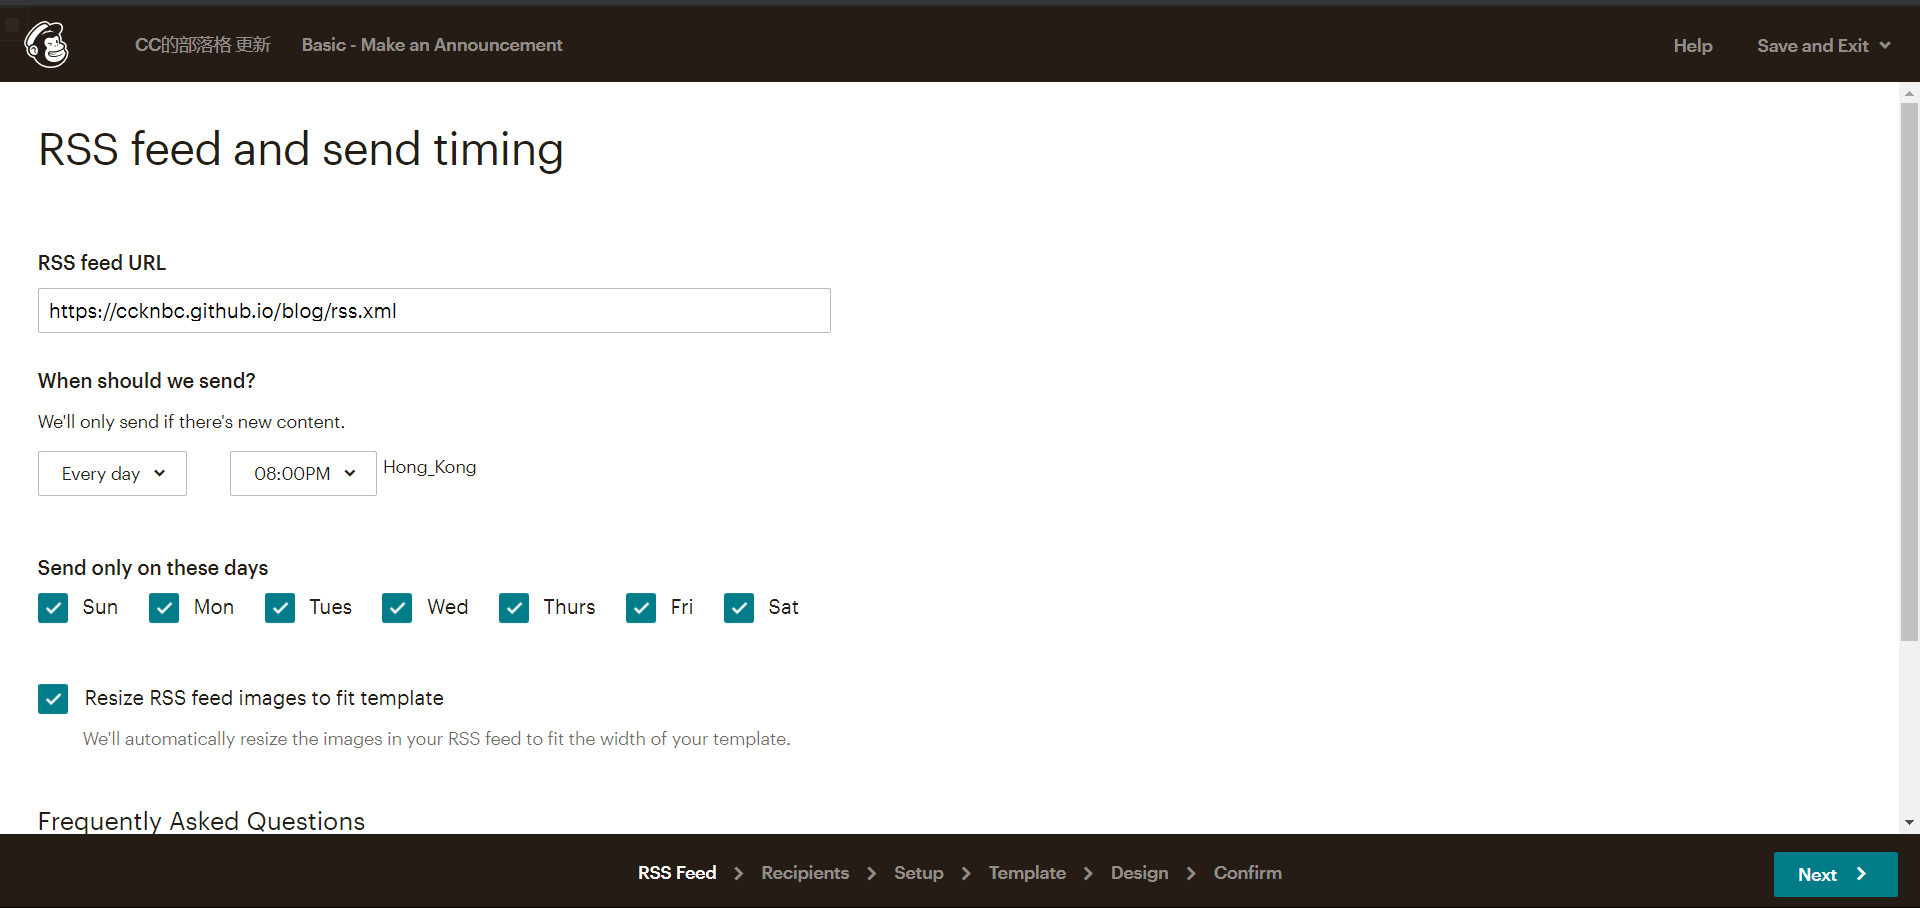 CC的部落格 更新 Basic - Make an Announcement Help Save and Exit
RSS feed and send timing
RSS feed URL
https://ccknbc.github.io/blog/rss.xml
When should we send?
We'll only send if there's new content.
Every day 08:00PM Hong_Kong
Send only on these days
Sun Mon Tues Wed Thurs Fri Sat
Resize RSS feed images to fit template
We'll automatically resize the images in your RSS feed to fit the width of your template.
Frequently Asked Questions
RSS Feed Recipients Setup Template Design Confirm Next